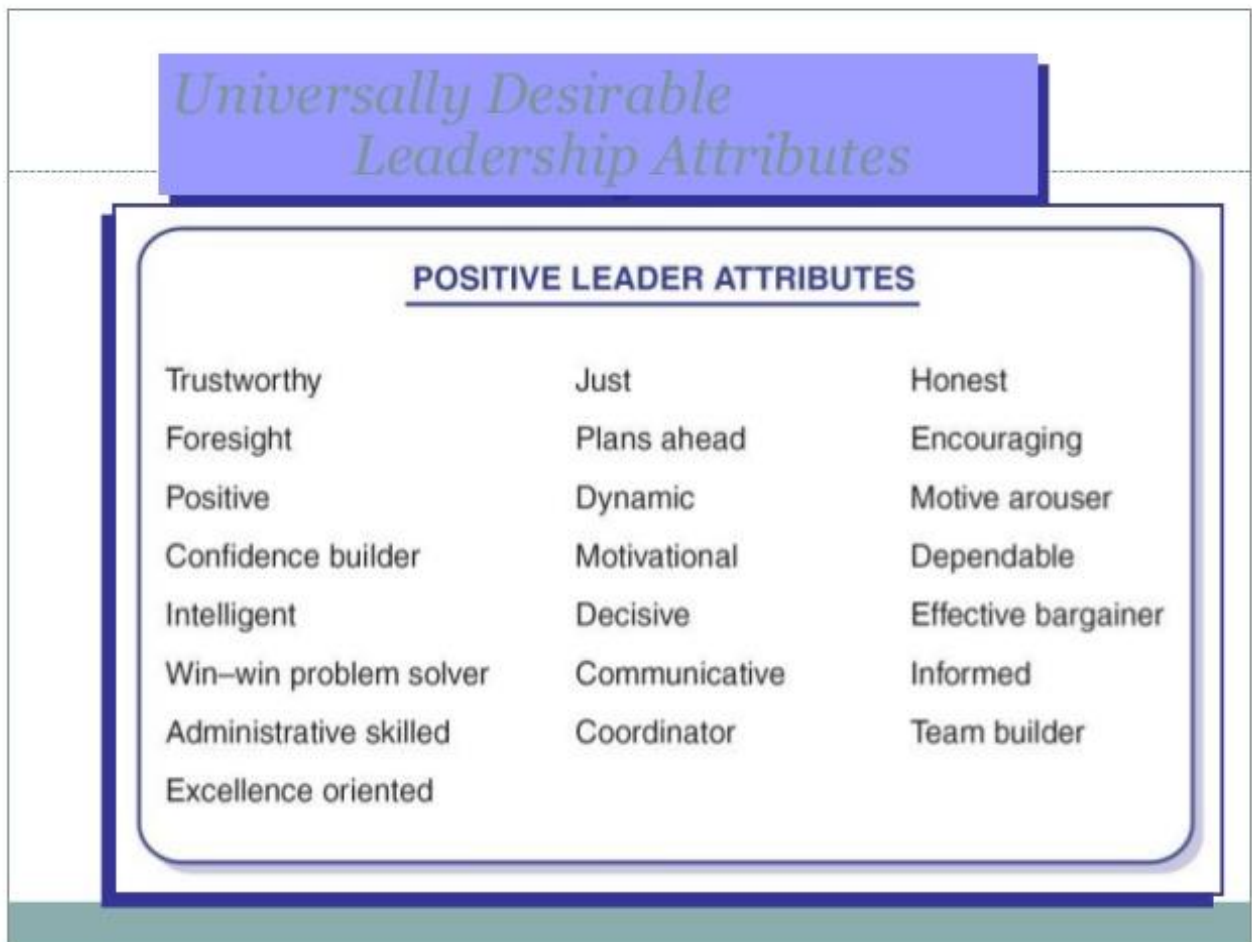 Universally Desirable
Leadership Attributes
POSITIVE LEADER ATTRIBUTES
Trustworthy Just Honest
Foresight Plans ahead Encouraging
Positive Dynamic Motive arouser
Confidence builder Motivational Dependable
Intelligent Decisive Effective bargainer
Win–win problem solver Communicative Informed
Administrative skilled Coordinator Team builder
Excellence oriented